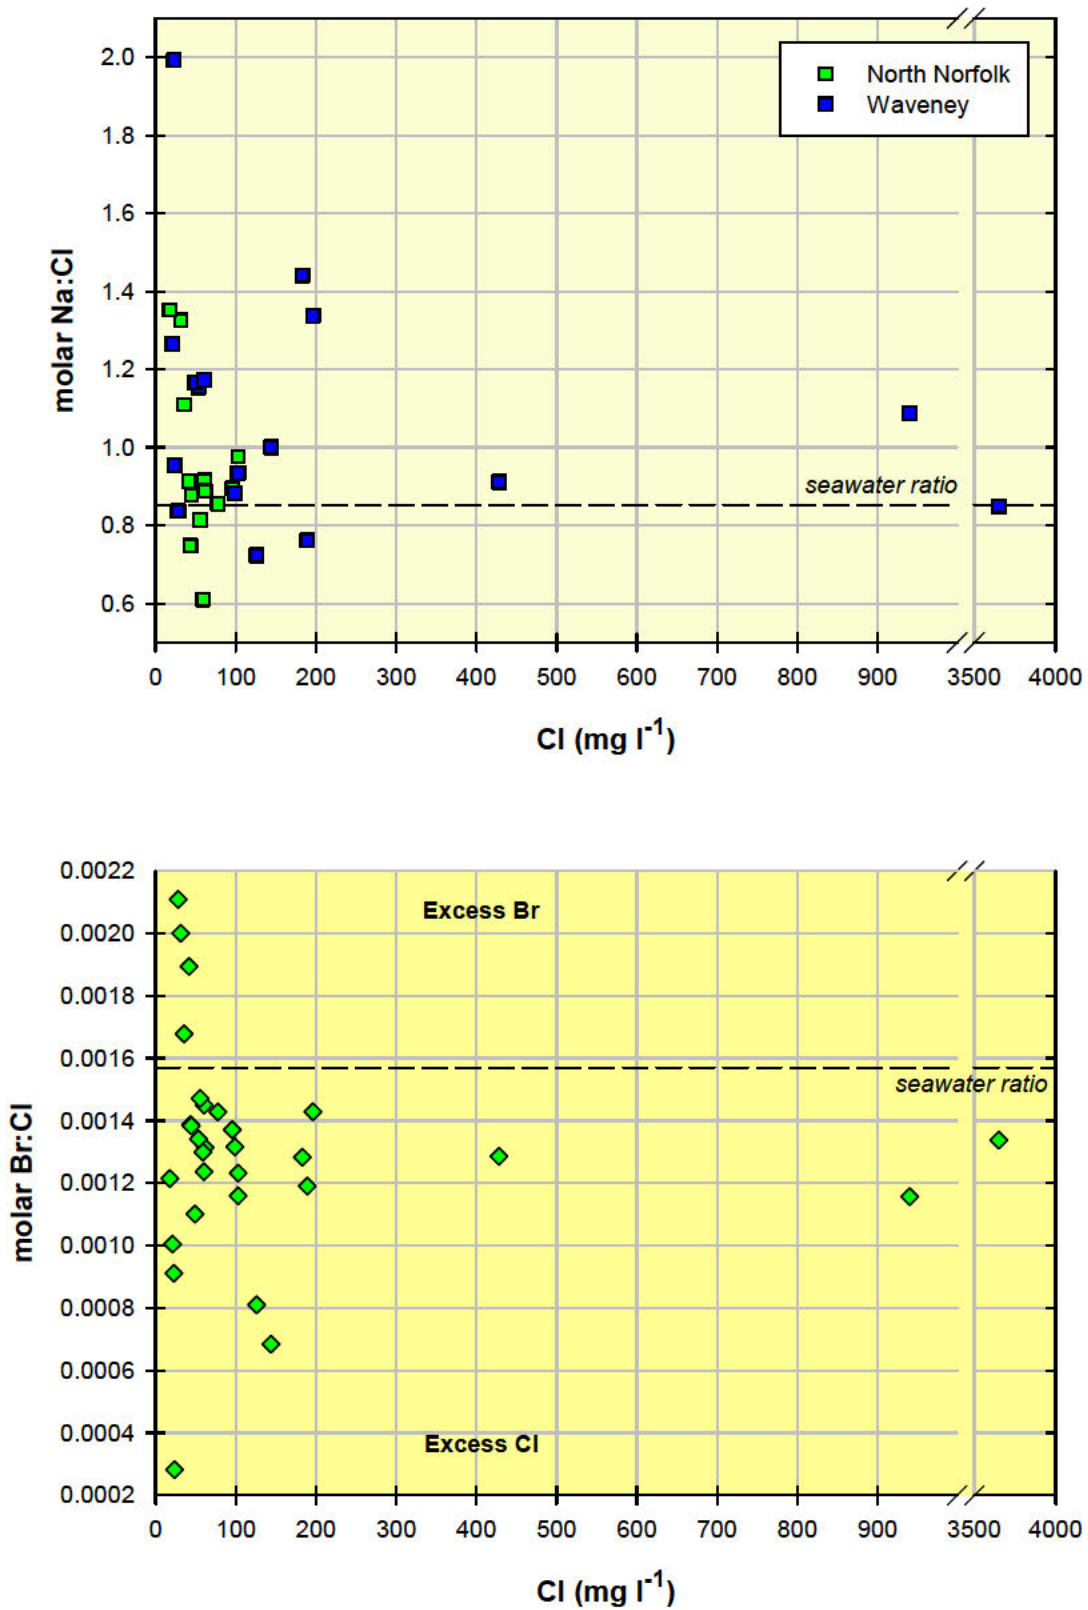 2.0
1.8
1.6
1.4
1.2
1.0
0.8
0.6
molar Na:Cl
North Norfolk
Waveney
seawater ratio
0 100 200 300 400 500 600 700 800 900 3500 4000
Cl (mg l⁻¹)
0.0022
0.0020
0.0018
0.0016
0.0014
0.0012
0.0010
0.0008
0.0006
0.0004
0.0002
molar Br:Cl
Excess Br
seawater ratio
Excess Cl
0 100 200 300 400 500 600 700 800 900 3500 4000
Cl (mg l⁻¹)